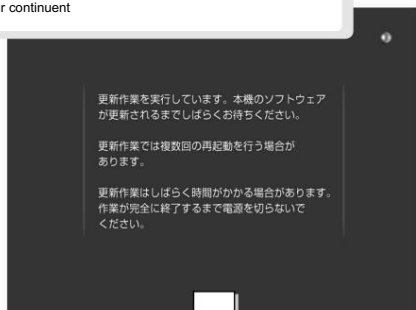 r continuent
更新作業を実行しています。本機のソフトウェア
が更新されるまでしばらくお待ちください。
更新作業では複数回の再起動を行う場合が
あります。
更新作業はしばらく時間がかかる場合があります。
作業が完全に終了するまで電源を切らないで
ください。